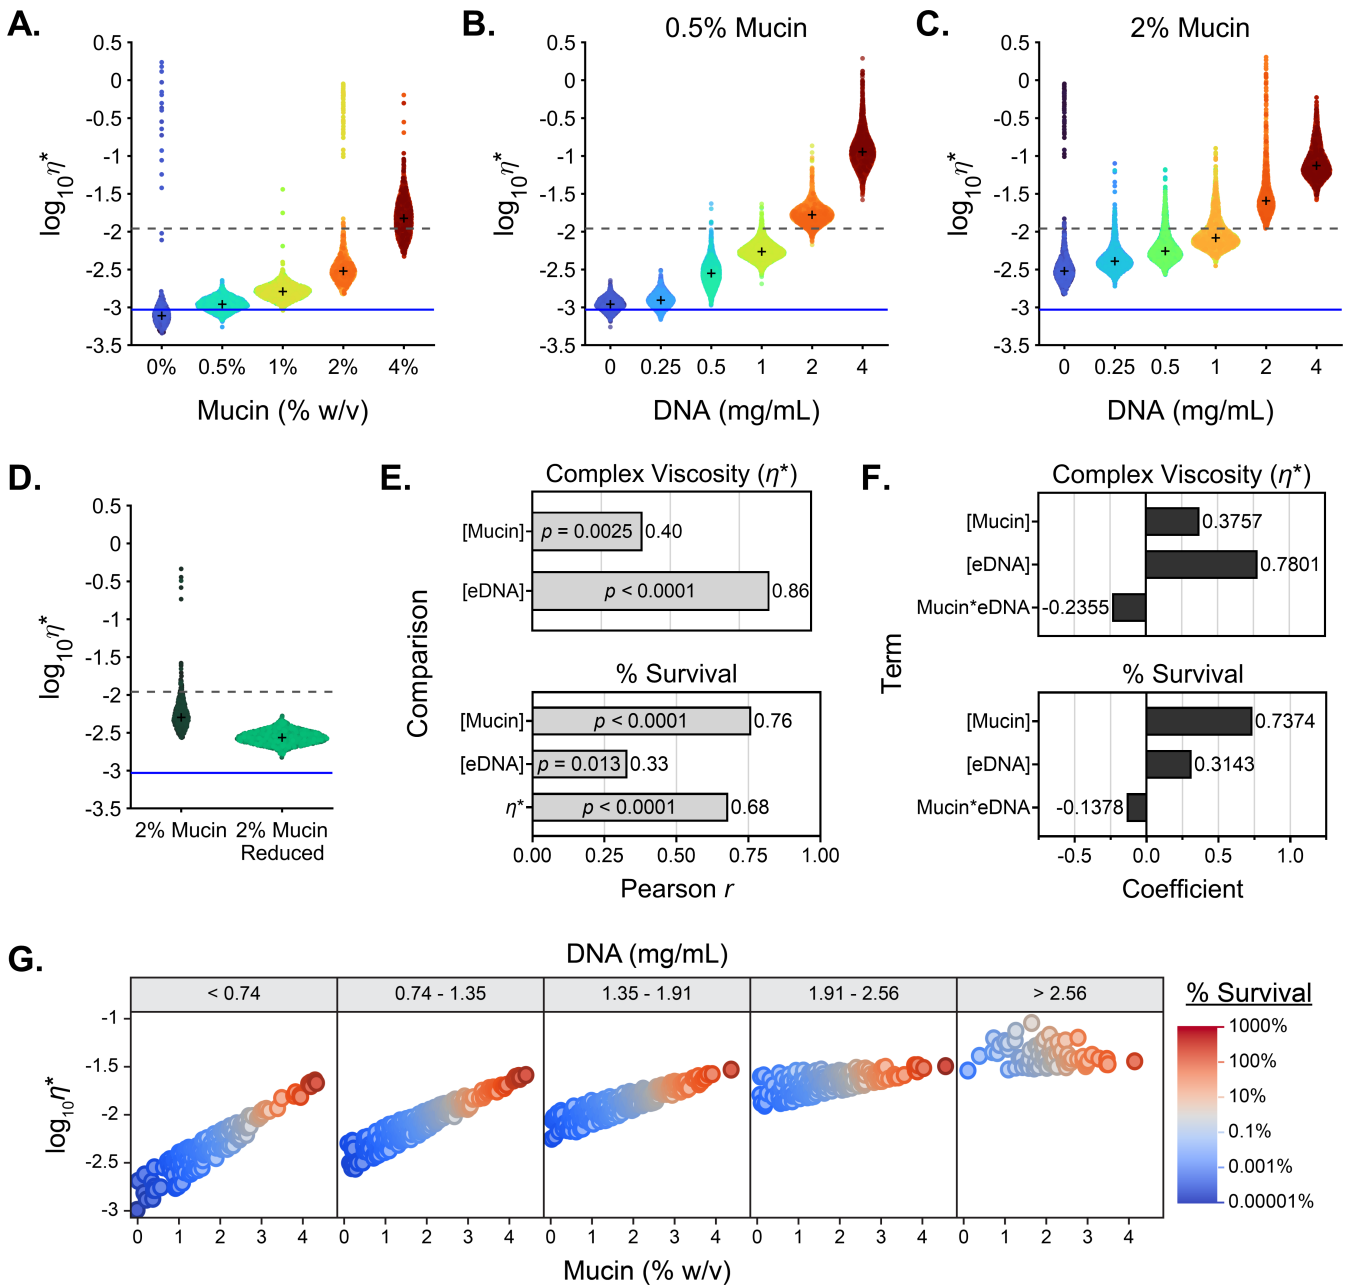 A.
0.5
0
-0.5
-1
-1.5
-2
-2.5
-3
-3.5
log10η*
0%
0.5%
1%
2%
4%
Mucin (% w/v)
B.
0.5% Mucin
0.5
0
-0.5
-1
-1.5
-2
-2.5
-3
-3.5
log10η*
0
0.25
0.5
1
2
4
DNA (mg/mL)
C.
2% Mucin
0.5
0
-0.5
-1
-1.5
-2
-2.5
-3
-3.5
log10η*
0
0.25
0.5
1
2
4
DNA (mg/mL)
D.
0.5
0
-0.5
-1
-1.5
-2
-2.5
-3
-3.5
log10η*
2% Mucin
2% Mucin
Reduced
E.
Comparison
Complex Viscosity (η*)
[Mucin]
p = 0.0025
0.40
[eDNA]
p < 0.0001
0.86
% Survival
[Mucin]
p < 0.0001
0.76
[eDNA]
p = 0.013
0.33
η*
p < 0.0001
0.68
0.00
0.25
0.50
0.75
1.00
Pearson r
F.
Term
Complex Viscosity (η*)
[Mucin]
0.3757
[eDNA]
0.7801
Mucin*eDNA
-0.2355
% Survival
[Mucin]
0.7374
[eDNA]
0.3143
Mucin*eDNA
-0.1378
-0.5
0.0
0.5
1.0
Coefficient
G.
DNA (mg/mL)
< 0.74
0.74 - 1.35
1.35 - 1.91
1.91 - 2.56
> 2.56
-1
-1.5
-2
-2.5
-3
log10η*
0 1 2 3 4
0 1 2 3 4
0 1 2 3 4
0 1 2 3 4
0 1 2 3 4
Mucin (% w/v)
% Survival
1000%
100%
10%
0.1%
0.001%
0.00001%